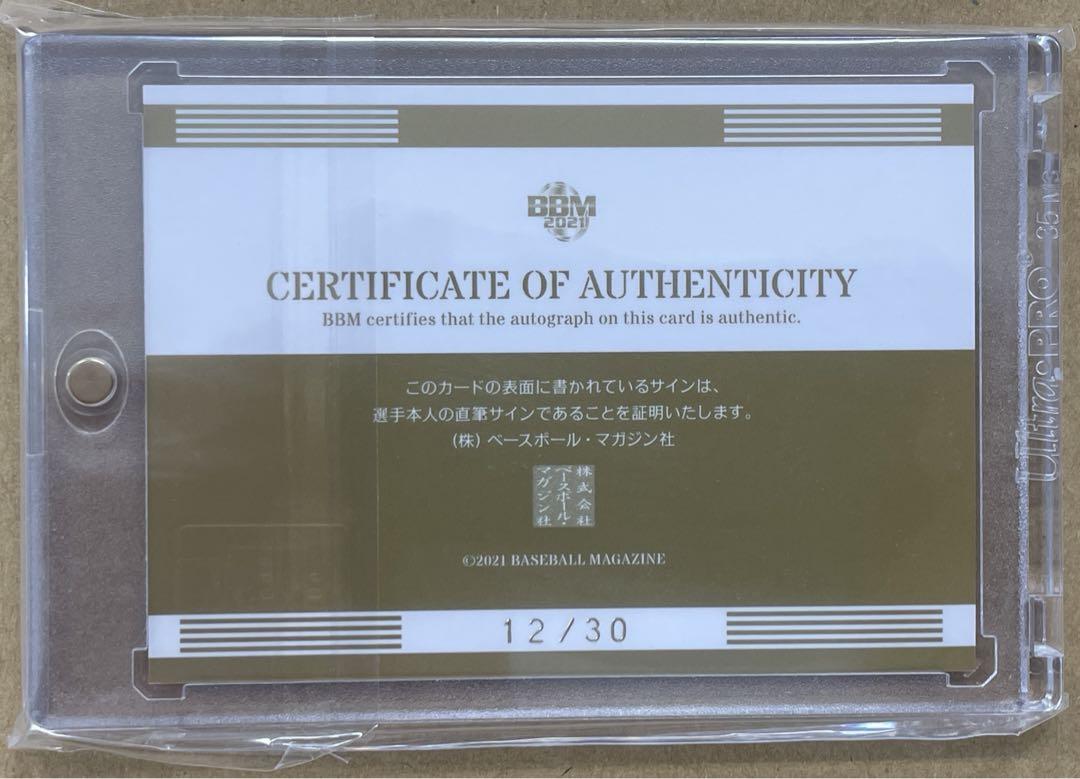 BBM
2021
CERTIFICATE OF AUTHENTICITY
BBM certifies that the autograph on this card is authentic.
このカードの表面に書かれているサインは、
選手本人の直筆サインであることを証明いたします。
(株) ベースボール・マガジン社
株式会社
ベースボール・
マガジン社
©2021 BASEBALL MAGAZINE
12/30
Ultra•PRO® 35